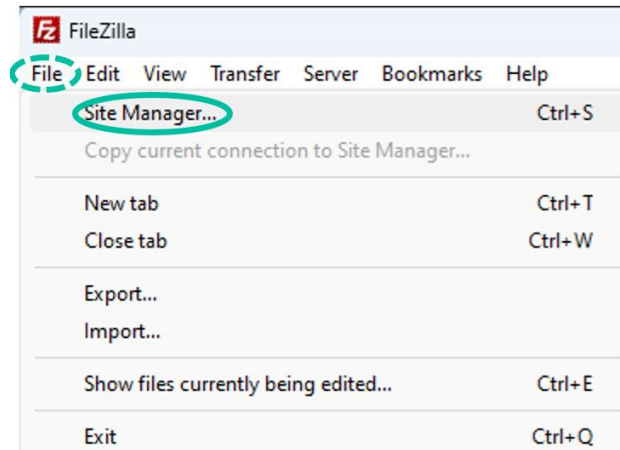 FileZilla
File Edit View Transfer Server Bookmarks Help
Site Manager... Ctrl+S
Copy current connection to Site Manager...
New tab Ctrl+T
Close tab Ctrl+W
Export...
Import...
Show files currently being edited... Ctrl+E
Exit Ctrl+Q